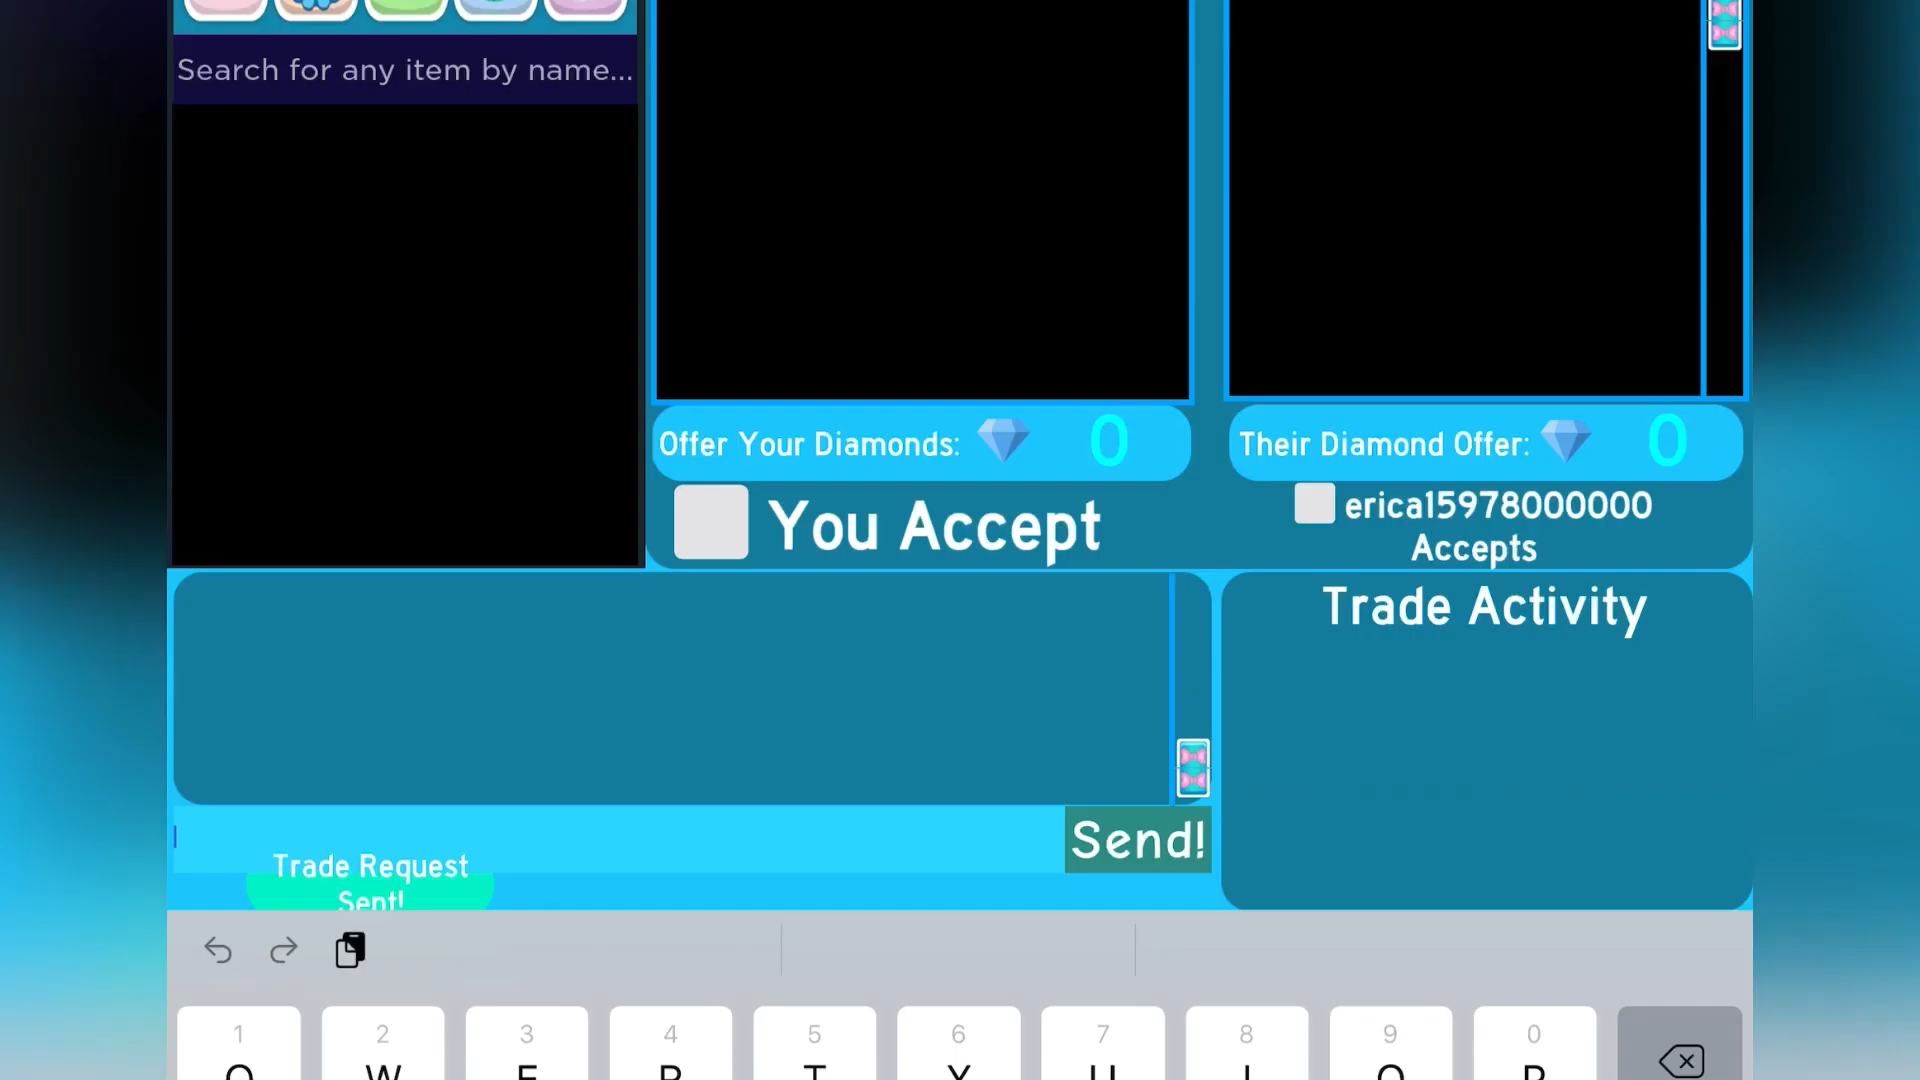 Search for any item by name...
Offer Your Diamonds: 0
Their Diamond Offer: 0
You Accept
erica15978000000
Accepts
Trade Activity
Send!
Trade Request
Sent!
1 2 3 4 5 6 7 8 9 0
Q W E R T Y U I O P